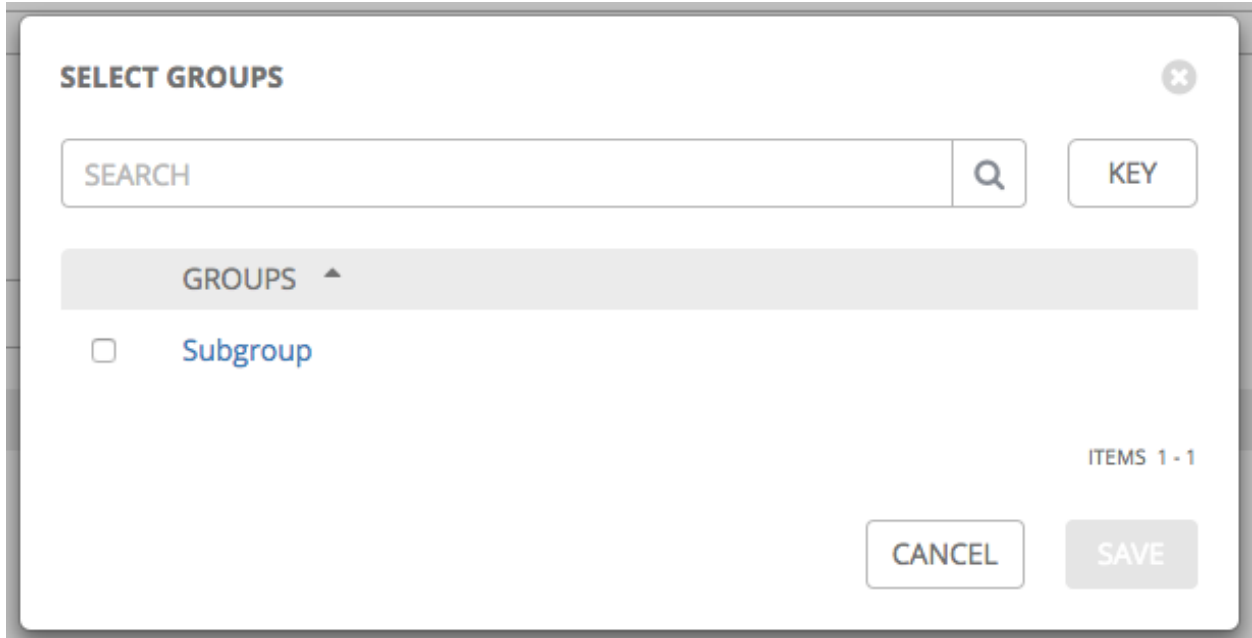 SELECT GROUPS
SEARCH
KEY
GROUPS
Subgroup
ITEMS 1 - 1
CANCEL
SAVE